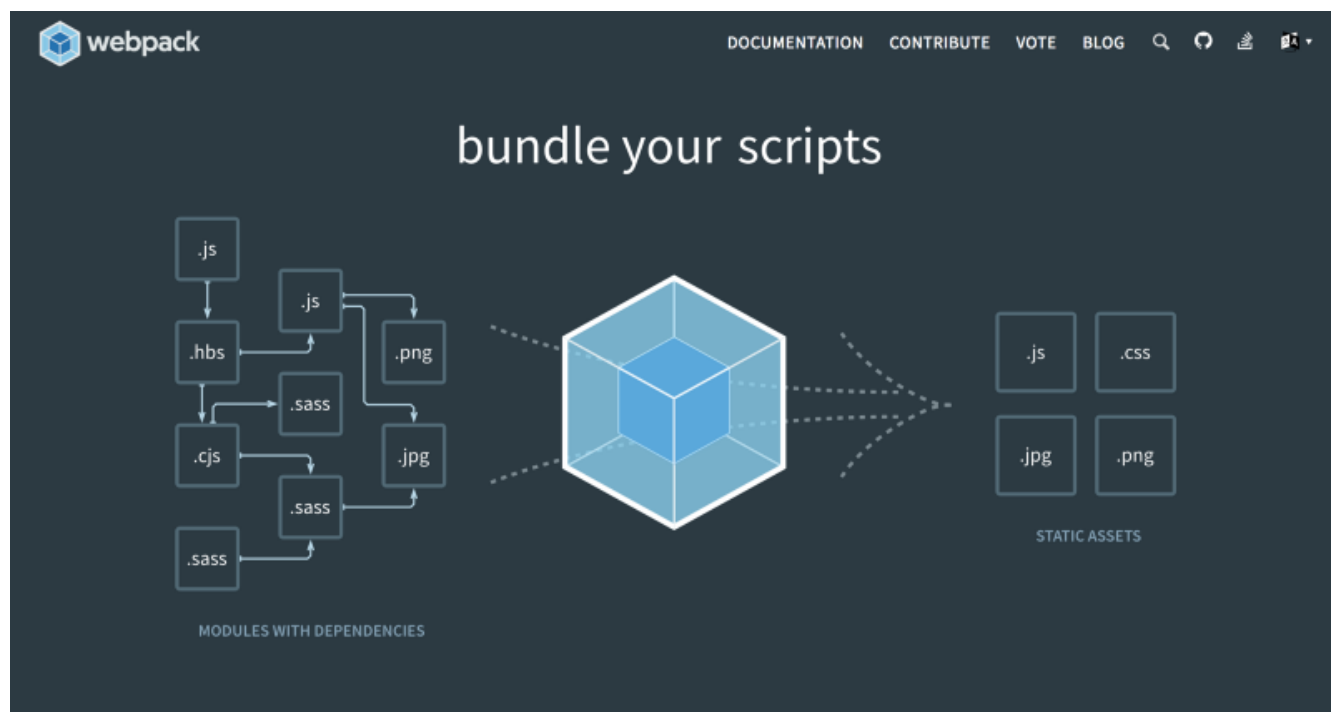 webpack
DOCUMENTATION CONTRIBUTE VOTE BLOG
bundle your scripts
.js
.js
.hbs
.png
.sass
.cjs
.jpg
.sass
.sass
MODULES WITH DEPENDENCIES
.js .css
.jpg .png
STATIC ASSETS